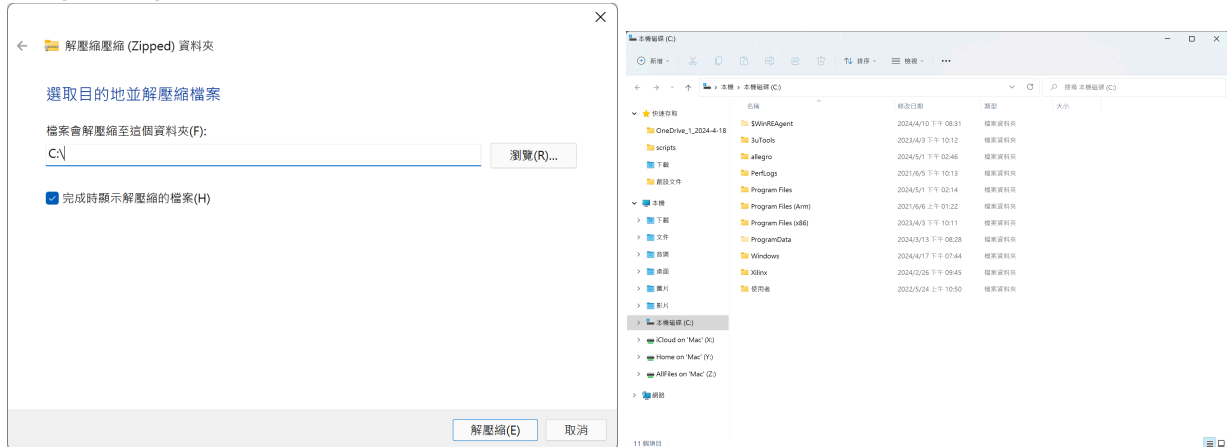 解壓縮壓縮 (Zipped) 資料夾
選取目的地並解壓縮檔案
檔案會解壓縮至這個資料夾(F):
C:\
瀏覽(R)...
完成時顯示解壓縮的檔案(H)
解壓縮(E) 取消
本機磁碟 (C:)
新增 排序 檢視
本機 › 本機磁碟 (C:)
搜尋 本機磁碟 (C:)
名稱 修改日期 類型 大小
快速存取
OneDrive_1_2024-4-18
scripts
下載
創設文件
本機
下載
文件
音樂
桌面
圖片
影片
本機磁碟 (C:)
iCloud on 'Mac' (X:)
Home on 'Mac' (Y:)
AllFiles on 'Mac' (Z:)
網路
$WinREAgent 2024/4/10 下午 08:31 檔案資料夾
3uTools 2023/4/3 下午 10:12 檔案資料夾
allegro 2024/5/1 下午 02:46 檔案資料夾
PerfLogs 2021/6/5 下午 10:13 檔案資料夾
Program Files 2024/5/1 下午 02:14 檔案資料夾
Program Files (Arm) 2021/6/6 上午 01:22 檔案資料夾
Program Files (x86) 2023/4/3 下午 10:11 檔案資料夾
ProgramData 2024/3/13 下午 08:28 檔案資料夾
Windows 2024/4/17 下午 07:44 檔案資料夾
Xilinx 2024/2/26 下午 09:45 檔案資料夾
使用者 2022/5/24 上午 10:50 檔案資料夾
11 個項目